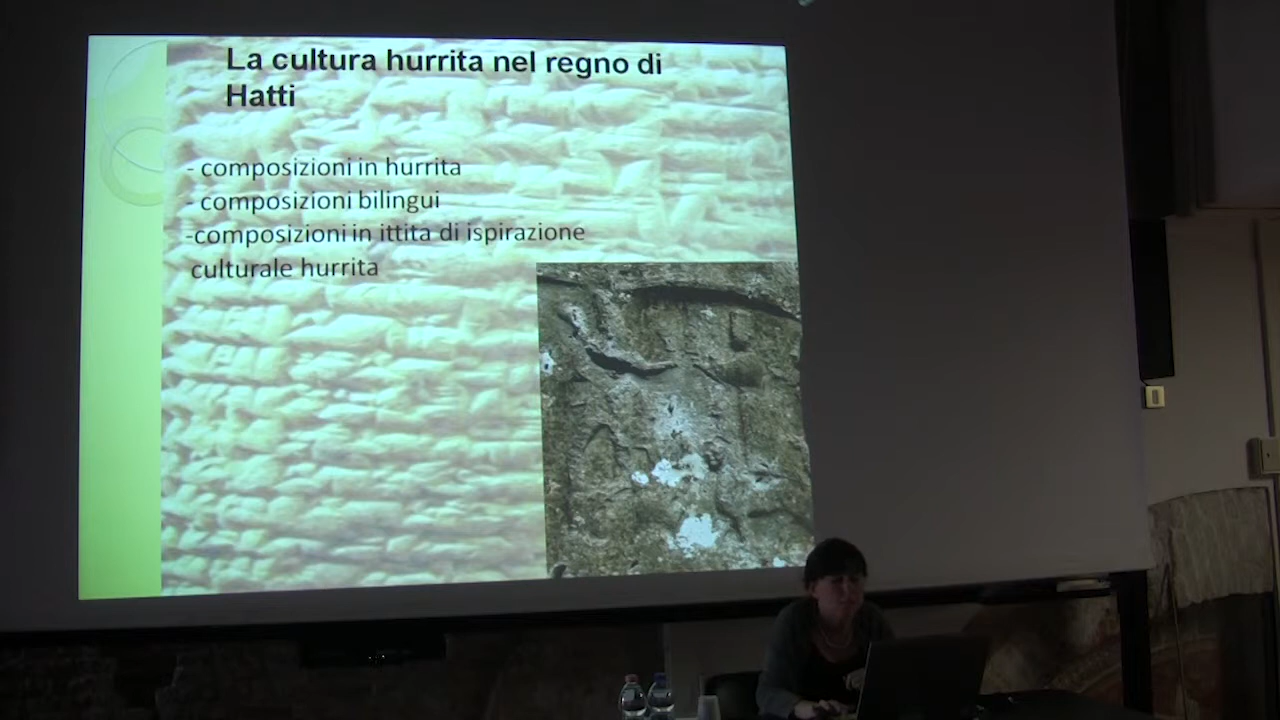 La cultura hurrita nel regno di
Hatti
- composizioni in hurrita
- composizioni bilingui
-composizioni in ittita di ispirazione
culturale hurrita